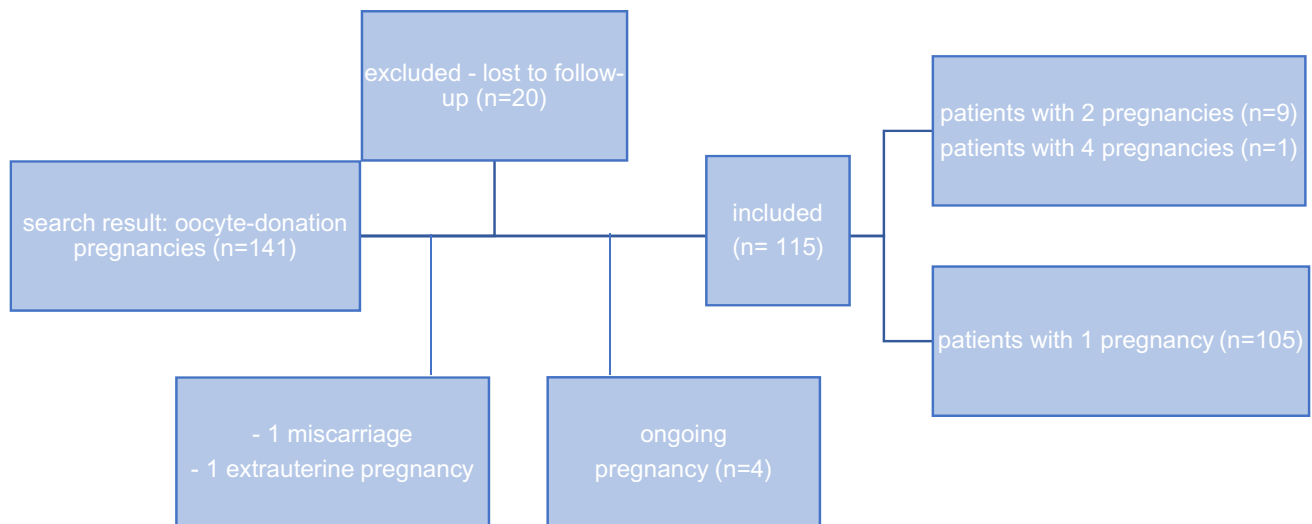 excluded - lost to follow-
up (n=20)
search result: oocyte-donation
pregnancies (n=141)
included
(n= 115)
patients with 2 pregnancies (n=9)
patients with 4 pregnancies (n=1)
patients with 1 pregnancy (n=105)
- 1 miscarriage
- 1 extrauterine pregnancy
ongoing
pregnancy (n=4)